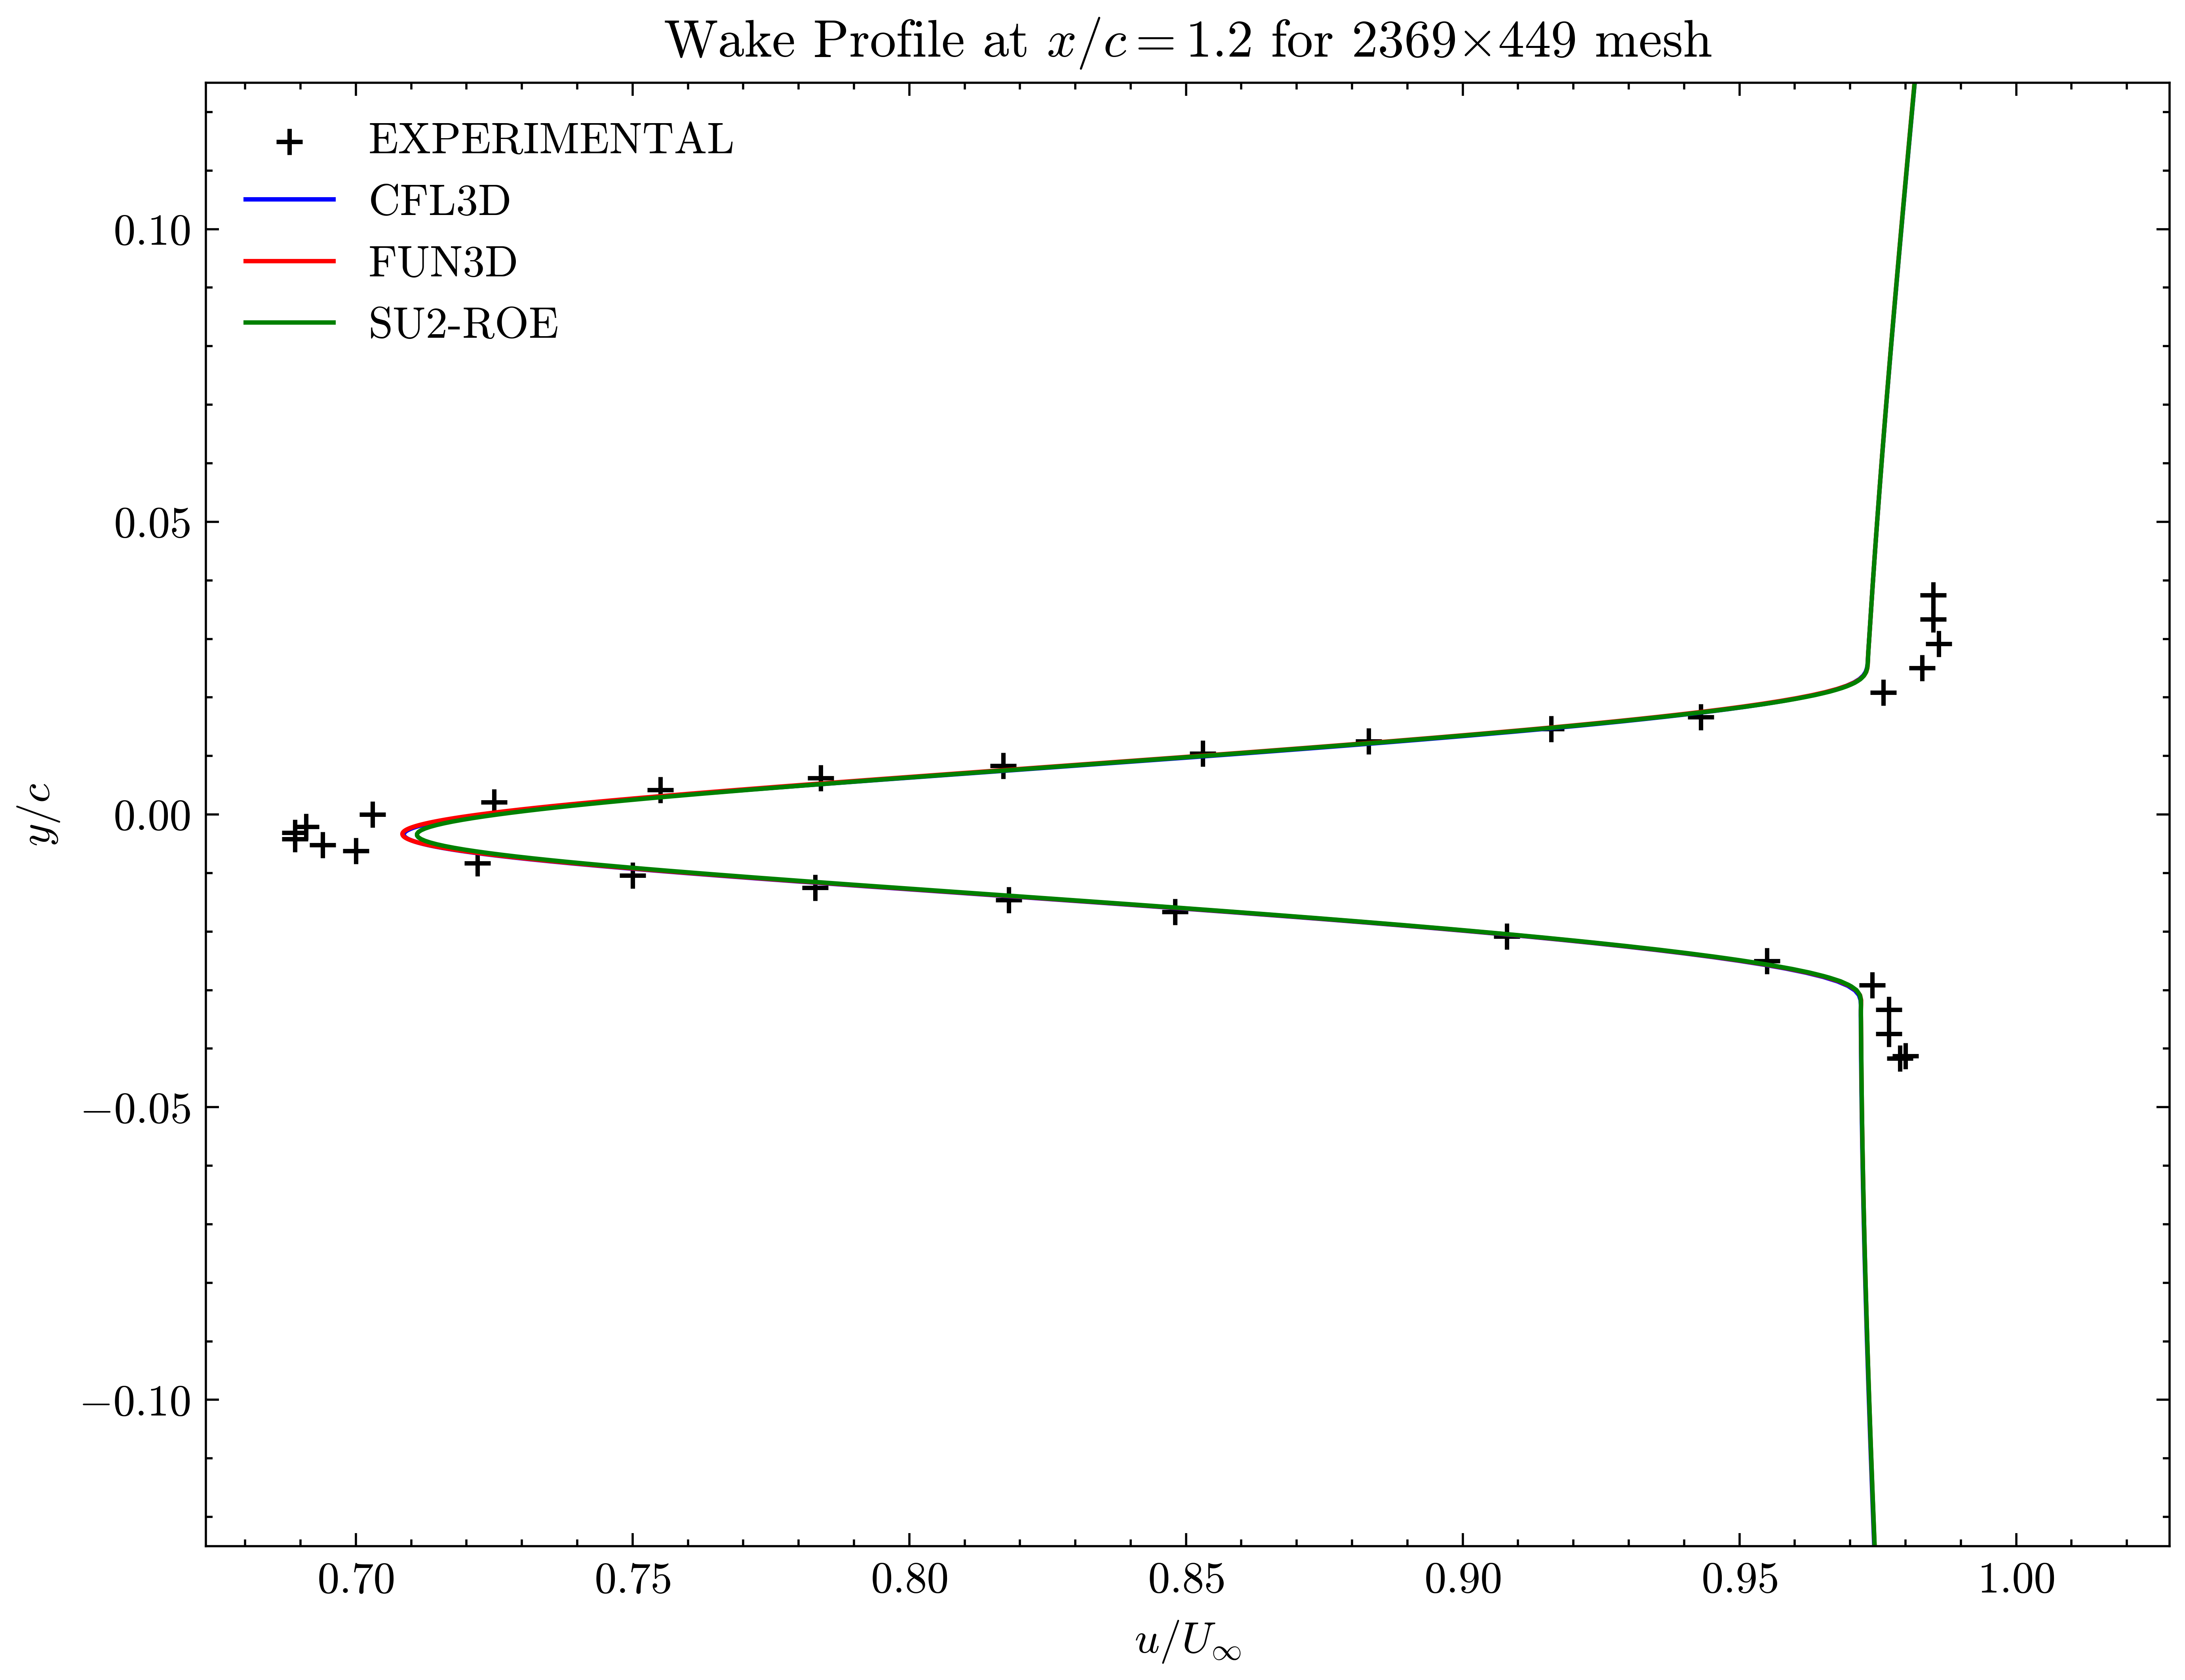 Wake Profile at x/c = 1.2 for 2369×449 mesh
EXPERIMENTAL
CFL3D
FUN3D
SU2-ROE
0.10
0.05
0.00
−0.05
−0.10
y/c
0.70 0.75 0.80 0.85 0.90 0.95 1.00
u/U∞